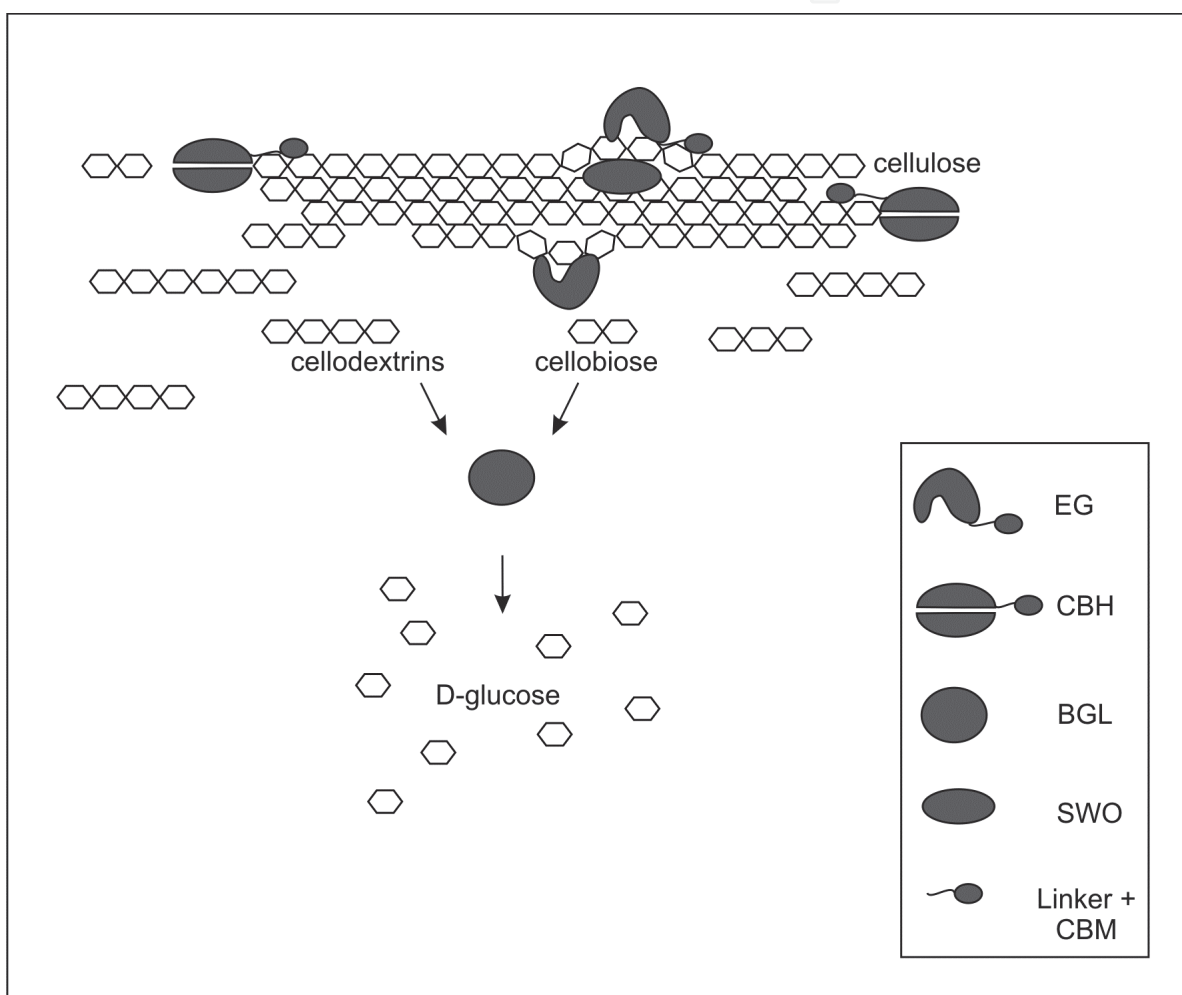 cellulose
cellodextrins
cellobiose
D-glucose
EG
CBH
BGL
SWO
Linker +
CBM